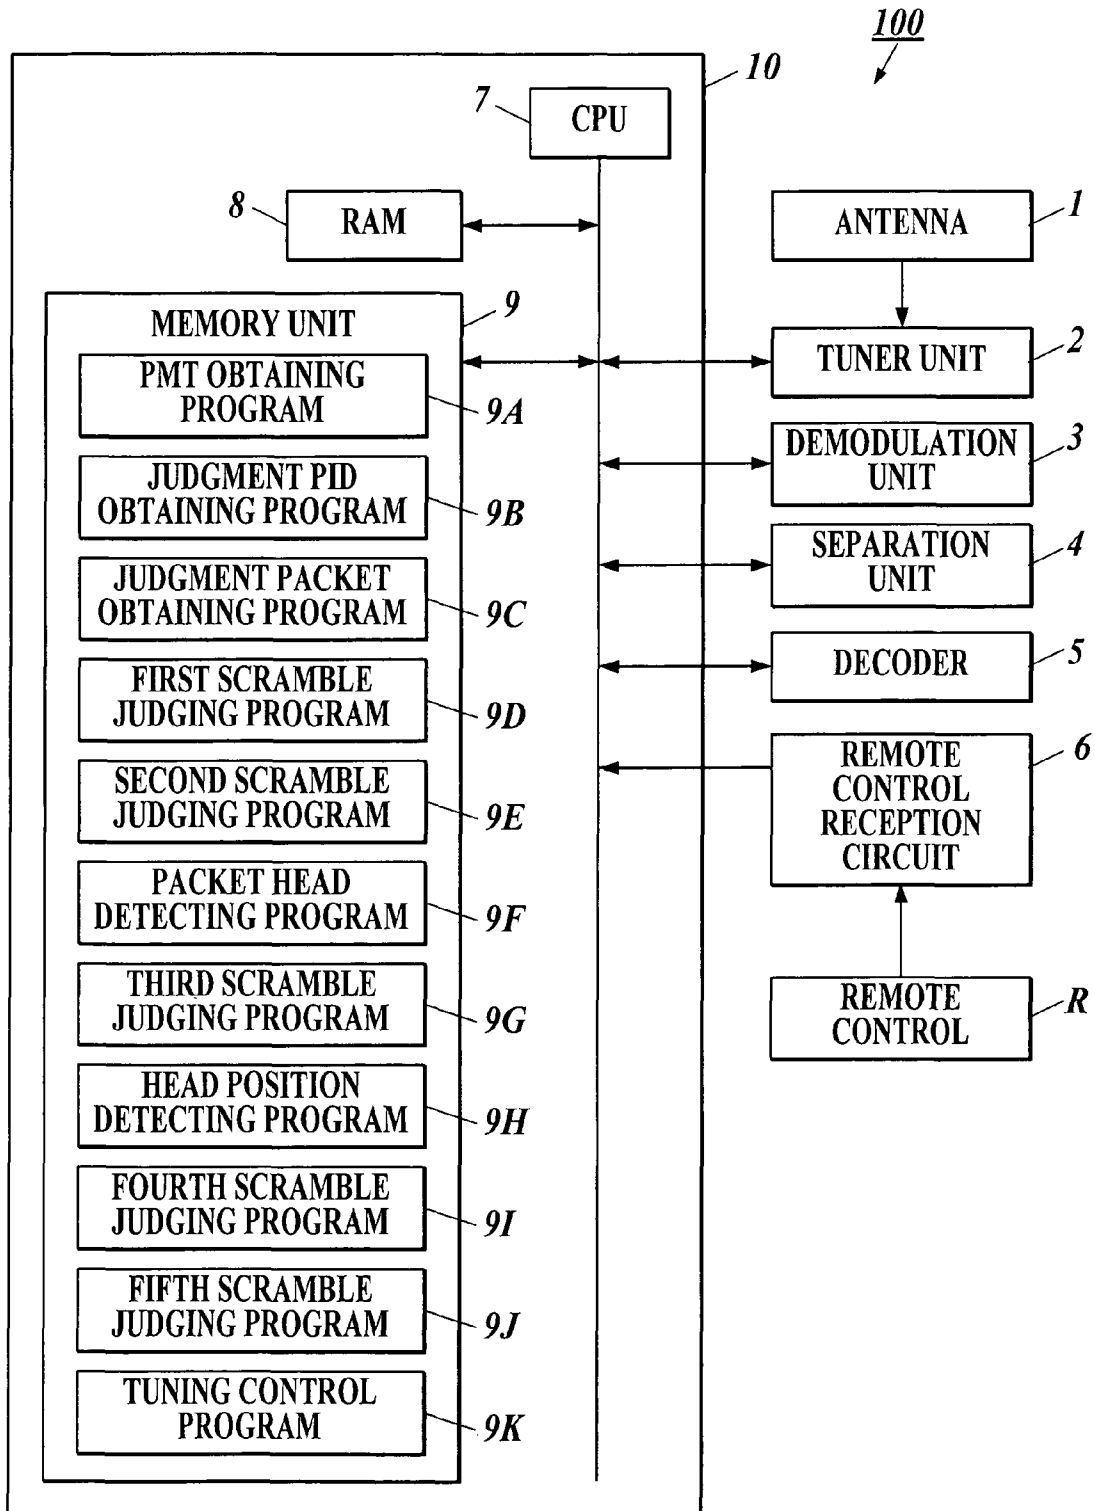 100
10
7
CPU
8
RAM
1
ANTENNA
9
MEMORY UNIT
2
TUNER UNIT
PMT OBTAINING
PROGRAM
9A
3
DEMODULATION
UNIT
JUDGMENT PID
OBTAINING PROGRAM
9B
4
SEPARATION
UNIT
JUDGMENT PACKET
OBTAINING PROGRAM
9C
5
DECODER
FIRST SCRAMBLE
JUDGING PROGRAM
9D
6
REMOTE
CONTROL
RECEPTION
CIRCUIT
SECOND SCRAMBLE
JUDGING PROGRAM
9E
PACKET HEAD
DETECTING PROGRAM
9F
THIRD SCRAMBLE
JUDGING PROGRAM
9G
REMOTE
CONTROL
R
HEAD POSITION
DETECTING PROGRAM
9H
FOURTH SCRAMBLE
JUDGING PROGRAM
9I
FIFTH SCRAMBLE
JUDGING PROGRAM
9J
TUNING CONTROL
PROGRAM
9K